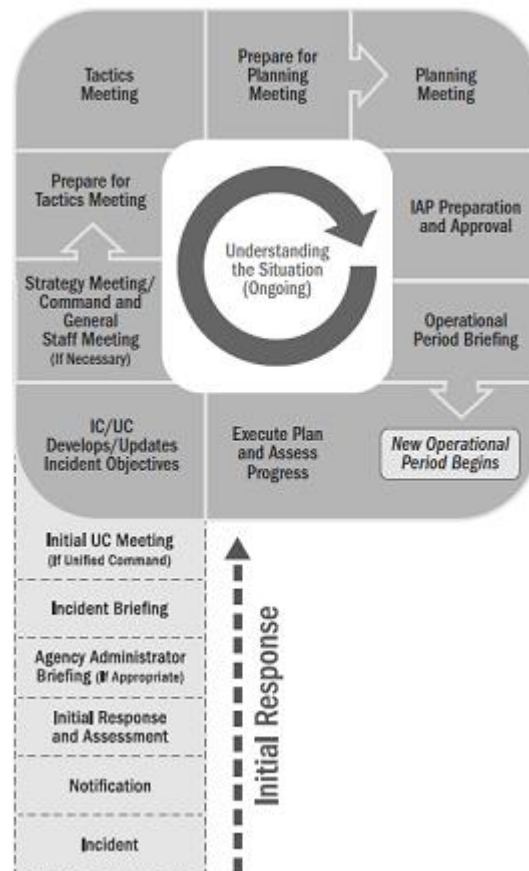 Tactics
Meeting
Prepare for
Planning
Meeting
Planning
Meeting
Prepare for
Tactics Meeting
Understanding
the Situation
(Ongoing)
IAP Preparation
and Approval
Strategy Meeting/
Command and
General
Staff Meeting
(If Necessary)
Operational
Period Briefing
IC/UC
Develops/Updates
Incident Objectives
Execute Plan
and Assess
Progress
New Operational
Period Begins
Initial UC Meeting
(If Unified Command)
Incident Briefing
Agency Administrator
Briefing (If Appropriate)
Initial Response
and Assessment
Notification
Incident
Initial Response